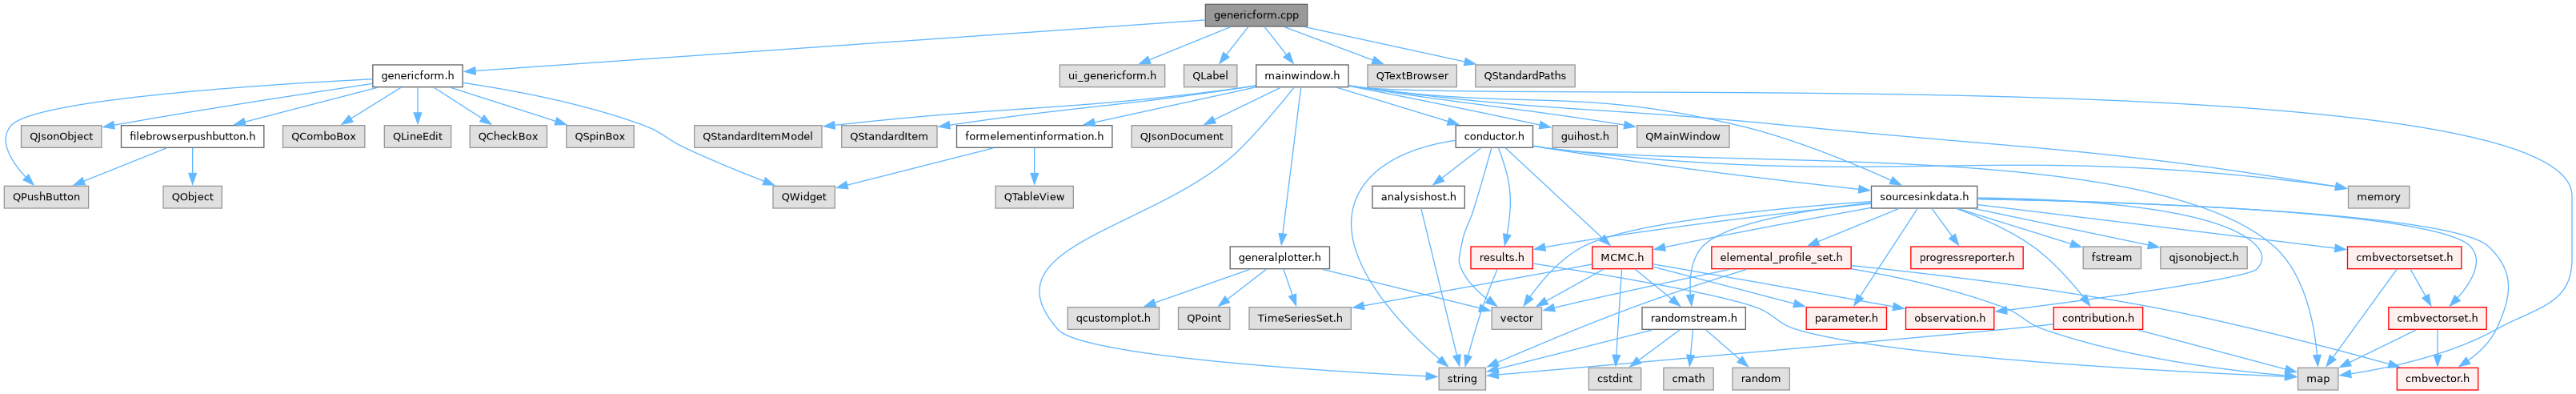 genericform.cpp
genericform.h
ui_genericform.h
QLabel
mainwindow.h
QTextBrowser
QStandardPaths
QJsonObject
filebrowserpushbutton.h
QComboBox
QLineEdit
QCheckBox
QSpinBox
QStandardItemModel
QStandardItem
formelementinformation.h
QJsonDocument
conductor.h
guihost.h
QMainWindow
QPushButton
QObject
QWidget
QTableView
analysishost.h
sourcesinkdata.h
memory
generalplotter.h
results.h
MCMC.h
elemental_profile_set.h
progressreporter.h
fstream
qjsonobject.h
cmbvectorsetset.h
qcustomplot.h
QPoint
TimeSeriesSet.h
vector
randomstream.h
parameter.h
observation.h
contribution.h
cmbvectorset.h
string
cstdint
cmath
random
map
cmbvector.h